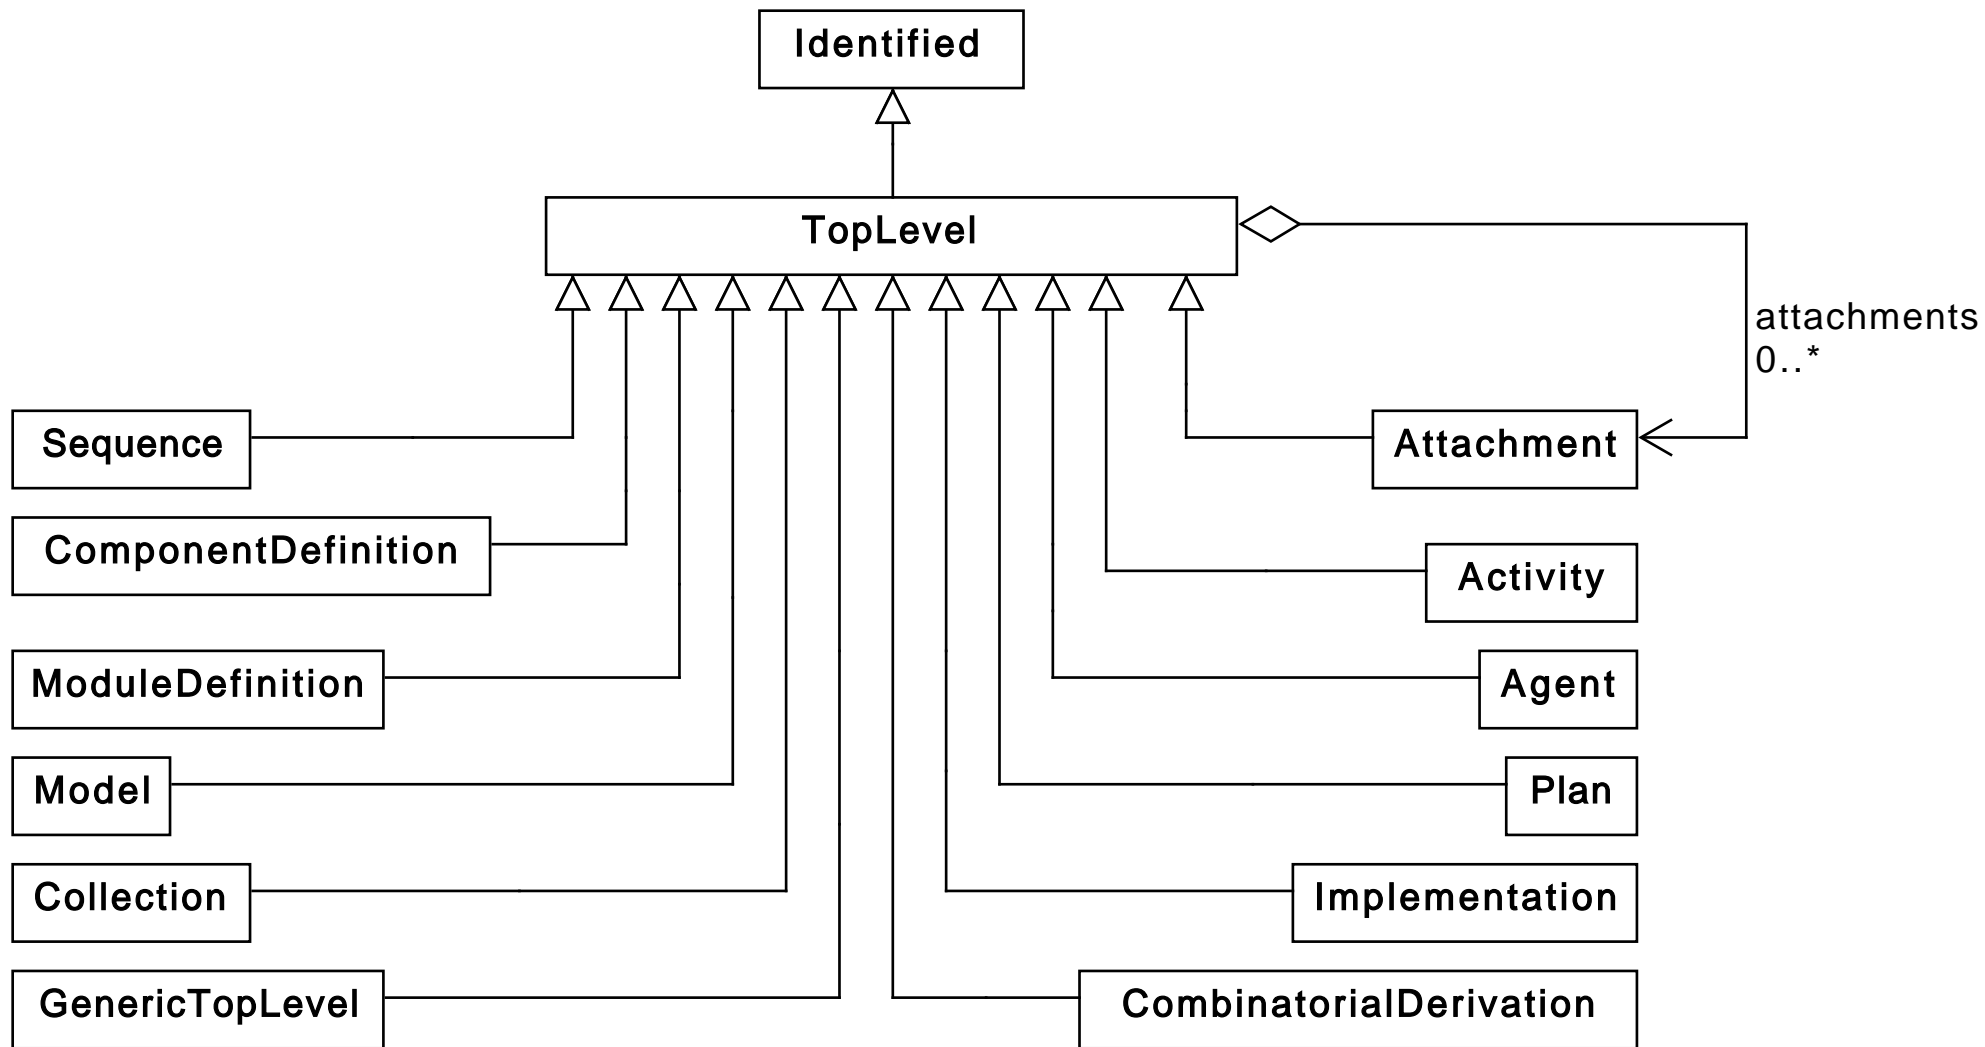 Identified
TopLevel
attachments
0..*
Sequence
Attachment
ComponentDefinition
Activity
ModuleDefinition
Agent
Model
Plan
Collection
Implementation
GenericTopLevel
CombinatorialDerivation